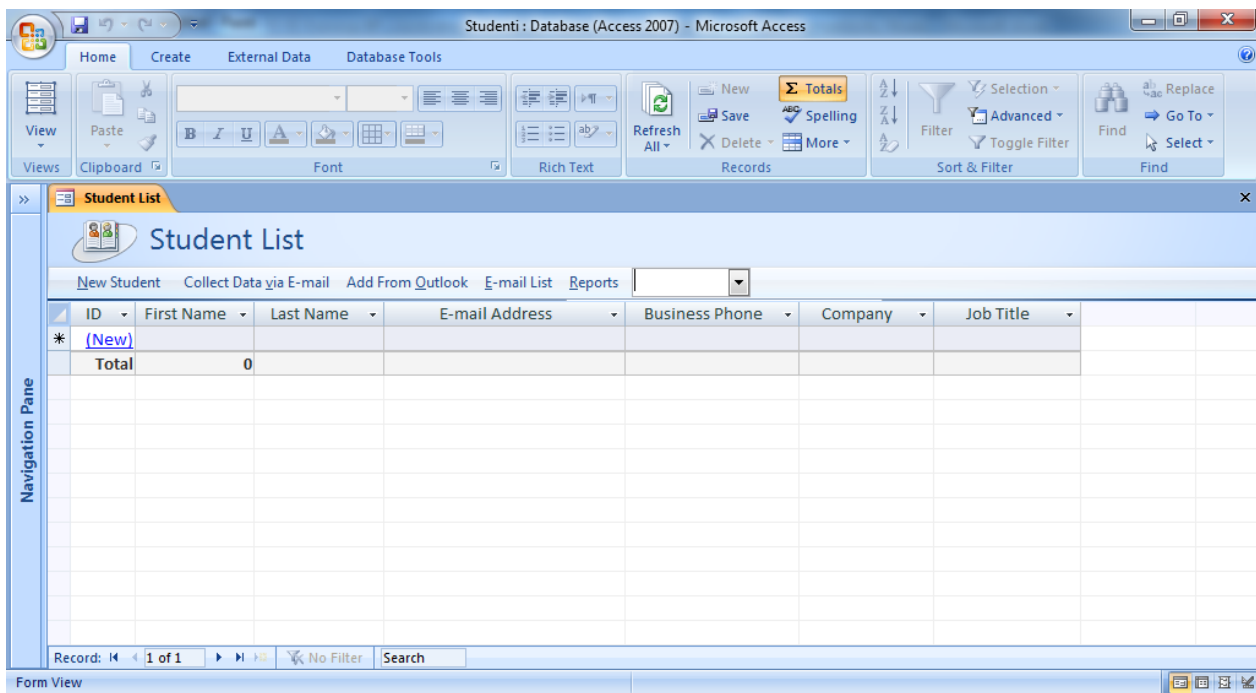 Studenti : Database (Access 2007) - Microsoft Access
Home Create External Data Database Tools
View
Paste
B I U A
ab
Refresh All
New
Save
Delete
Σ Totals
ABC Spelling
More
A Z
Z A
A Z
Filter
Selection
Advanced
Toggle Filter
Find
ab ac Replace
Go To
Select
Views Clipboard Font Rich Text Records Sort & Filter Find
Student List
Student List
New Student Collect Data via E-mail Add From Outlook E-mail List Reports
ID First Name Last Name E-mail Address Business Phone Company Job Title
* (New)
Total 0
Navigation Pane
Record: 1 of 1 No Filter Search
Form View